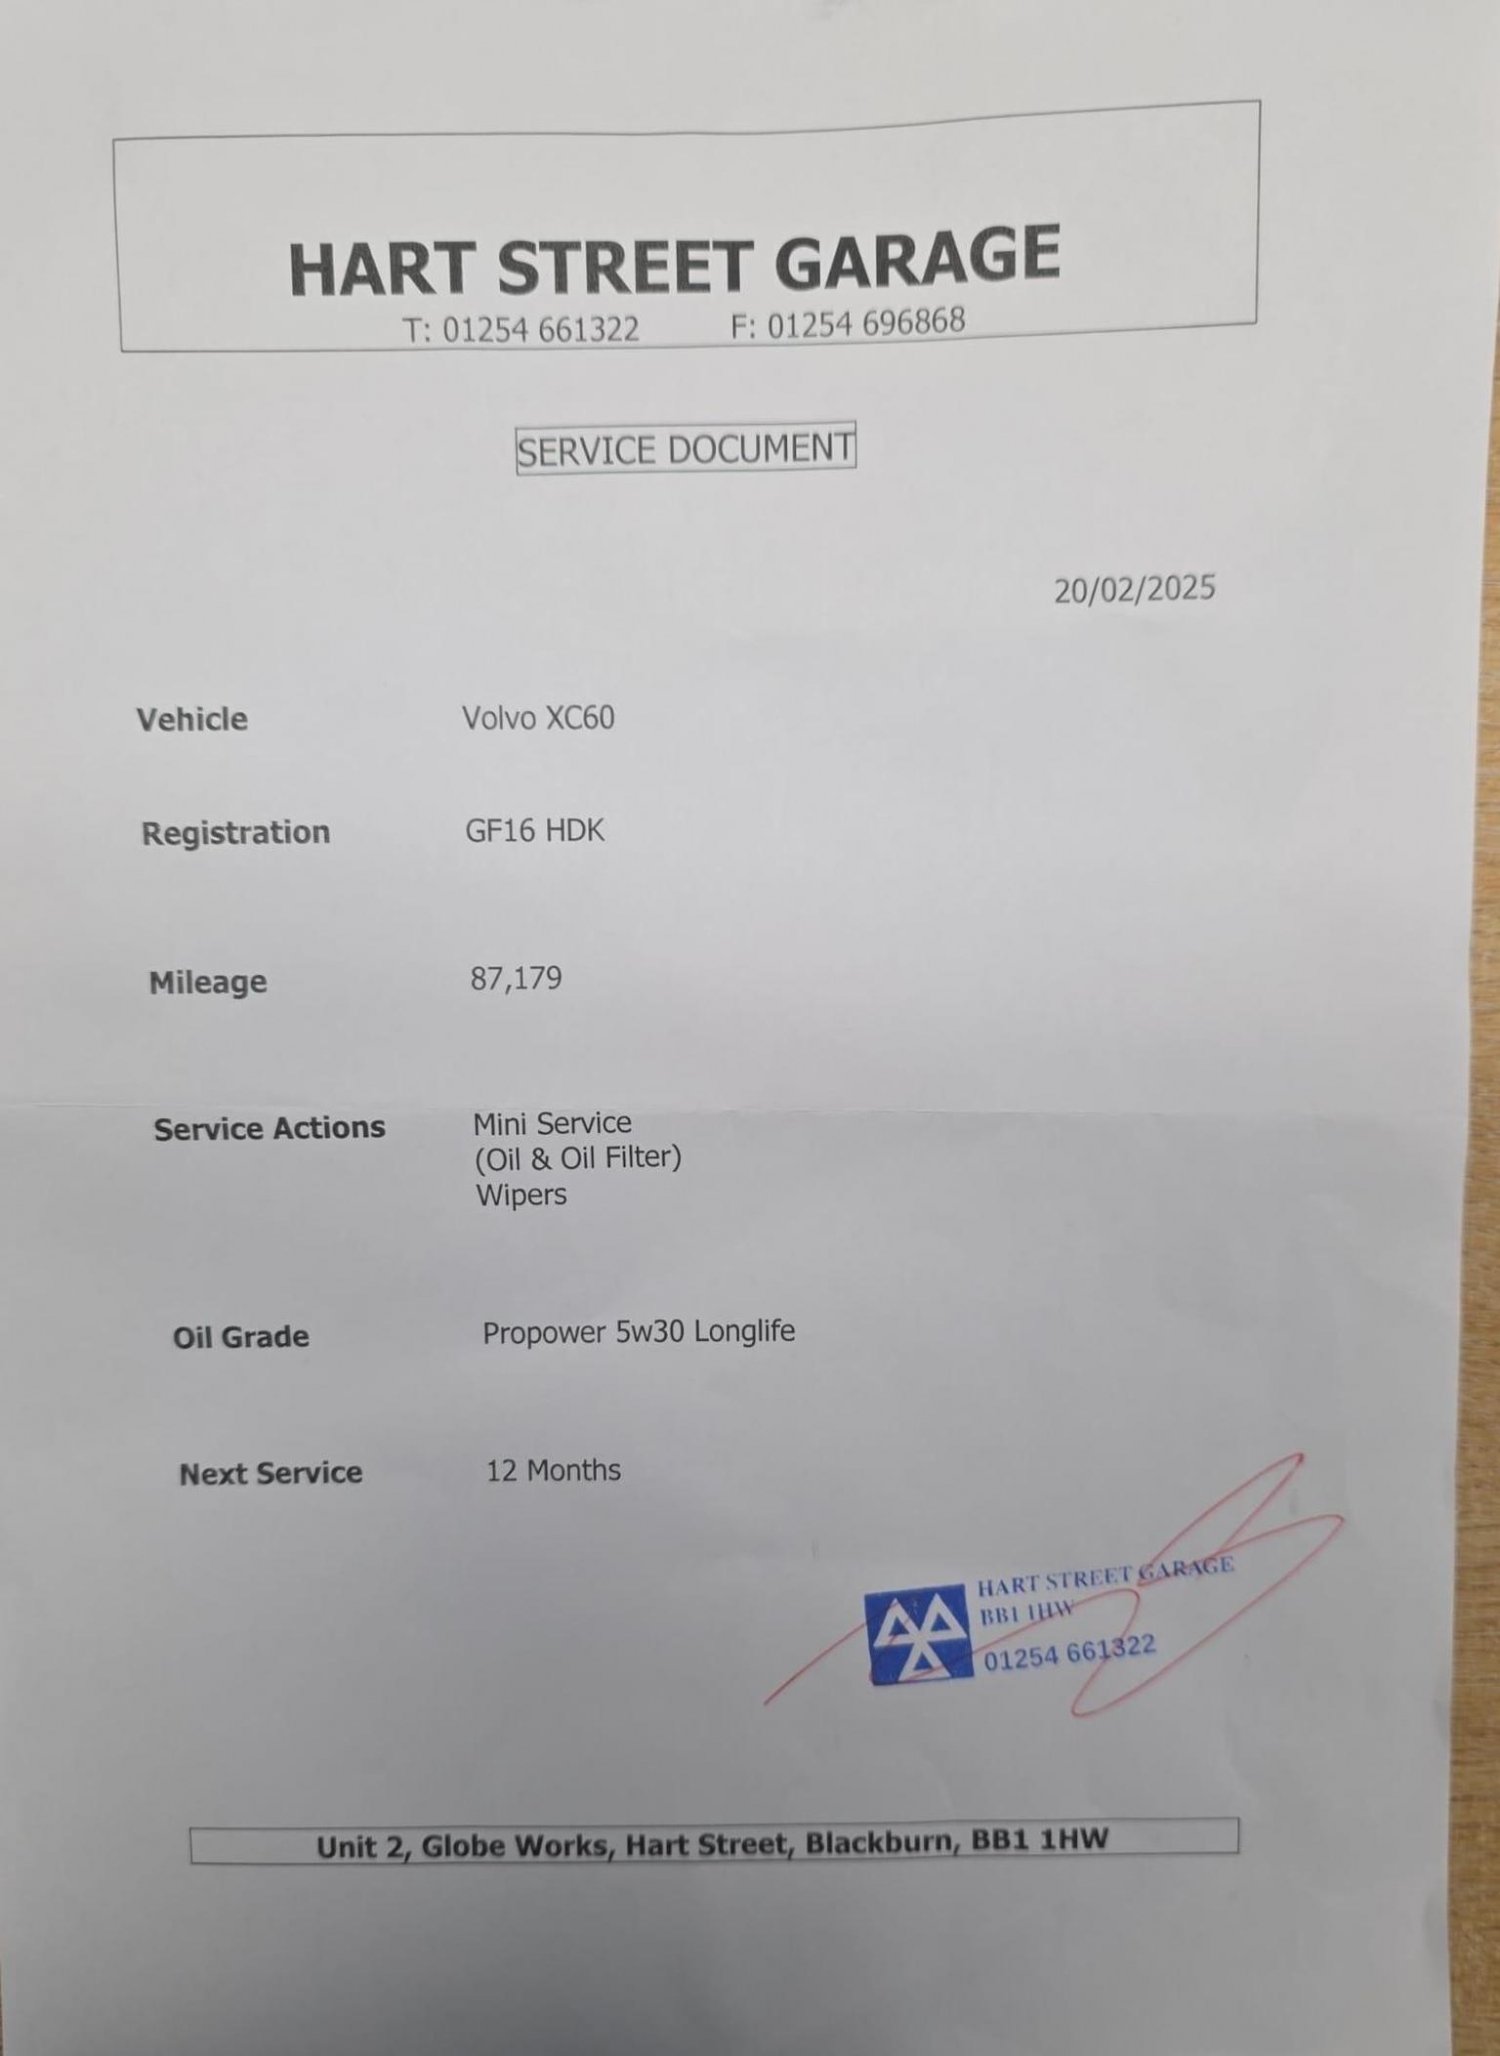 HART STREET GARAGE
T: 01254 661322 F: 01254 696868
SERVICE DOCUMENT
20/02/2025
Vehicle Volvo XC60
Registration GF16 HDK
Mileage 87,179
Service Actions Mini Service
(Oil & Oil Filter)
Wipers
Oil Grade Propower 5w30 Longlife
Next Service 12 Months
HART STREET GARAGE
BB1 1HW
01254 661322
Unit 2, Globe Works, Hart Street, Blackburn, BB1 1HW